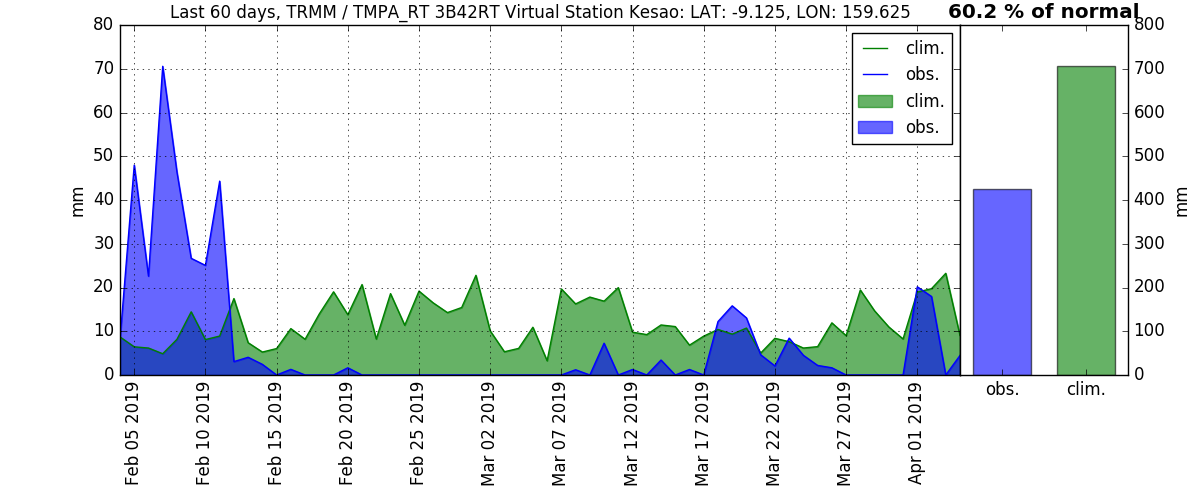 Last 60 days, TRMM / TMPA_RT 3B42RT Virtual Station Kesao: LAT: -9.125, LON: 159.625
60.2 % of normal
80
70
60
50
40
30
20
10
0
mm
clim.
obs.
clim.
obs.
800
700
600
500
400
300
200
100
0
mm
Feb 05 2019
Feb 10 2019
Feb 15 2019
Feb 20 2019
Feb 25 2019
Mar 02 2019
Mar 07 2019
Mar 12 2019
Mar 17 2019
Mar 22 2019
Mar 27 2019
Apr 01 2019
obs.
clim.